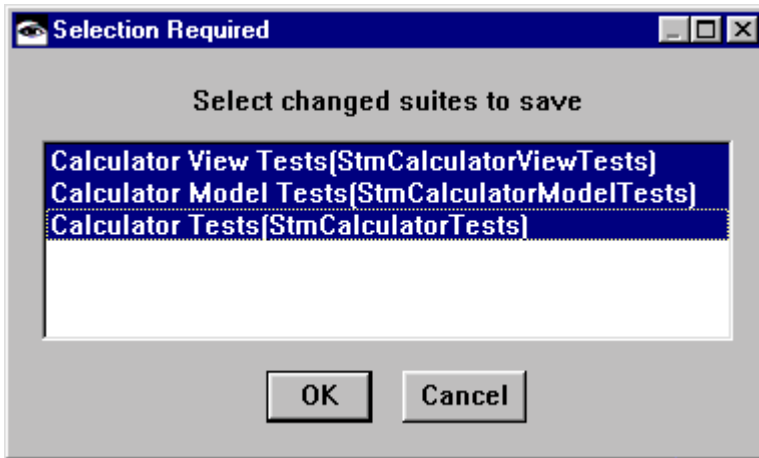 Selection Required
Select changed suites to save
Calculator View Tests(StmCalculatorViewTests)
Calculator Model Tests(StmCalculatorModelTests)
Calculator Tests(StmCalculatorTests)
OK Cancel